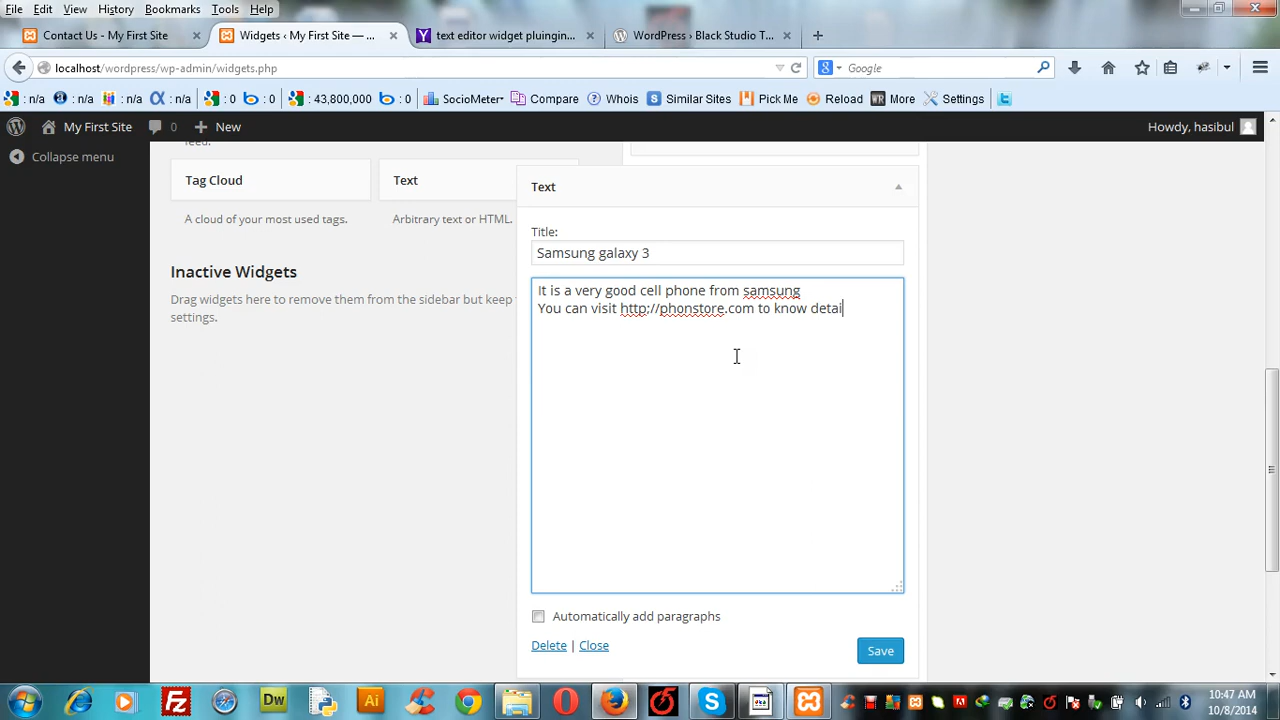 File Edit View History Bookmarks Tools Help
Contact Us - My First Site × Widgets ‹ My First Site — ... × text editor widget pluinging... × WordPress › Black Studio T... × +
localhost/wordpress/wp-admin/widgets.php Google
: n/a : n/a : n/a : n/a : 0 : 0 : 43,800,000 : 0 SocioMeter Compare Whois Similar Sites Pick Me Reload More Settings
My First Site 0 + New Howdy, hasibul
Collapse menu
feed.
Tag Cloud Text
A cloud of your most used tags. Arbitrary text or HTML.
Inactive Widgets
Drag widgets here to remove them from the sidebar but keep
settings.
Text
Title:
Samsung galaxy 3
It is a very good cell phone from samsung
You can visit http;//phonstore.com to know detai
Automatically add paragraphs
Delete | Close
Save
Dw Ai
10:47 AM
10/8/2014